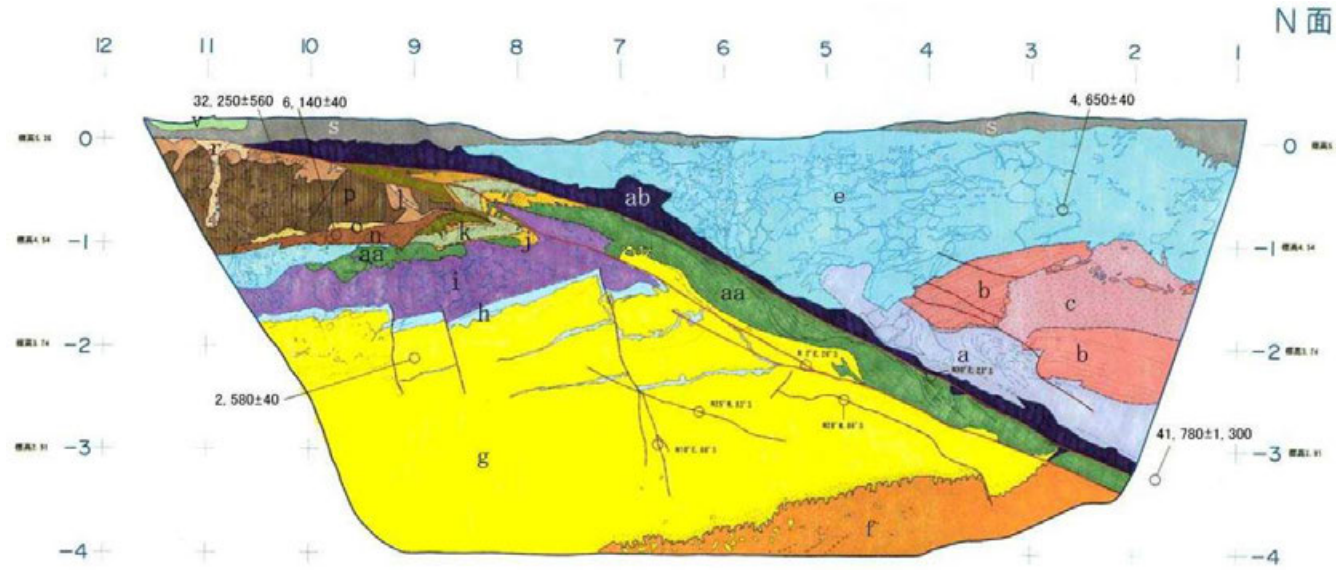 N面
12 11 10 9 8 7 6 5 4 3 2 1
32, 250±560 6, 140±40 4, 650±40
v s s
0 0
r
p l ab e
n k
-1 -1
aa j
i aa b c
h
-2 a b -2
2, 580±40
41, 780±1, 300
-3 -3
g
f
-4 -4